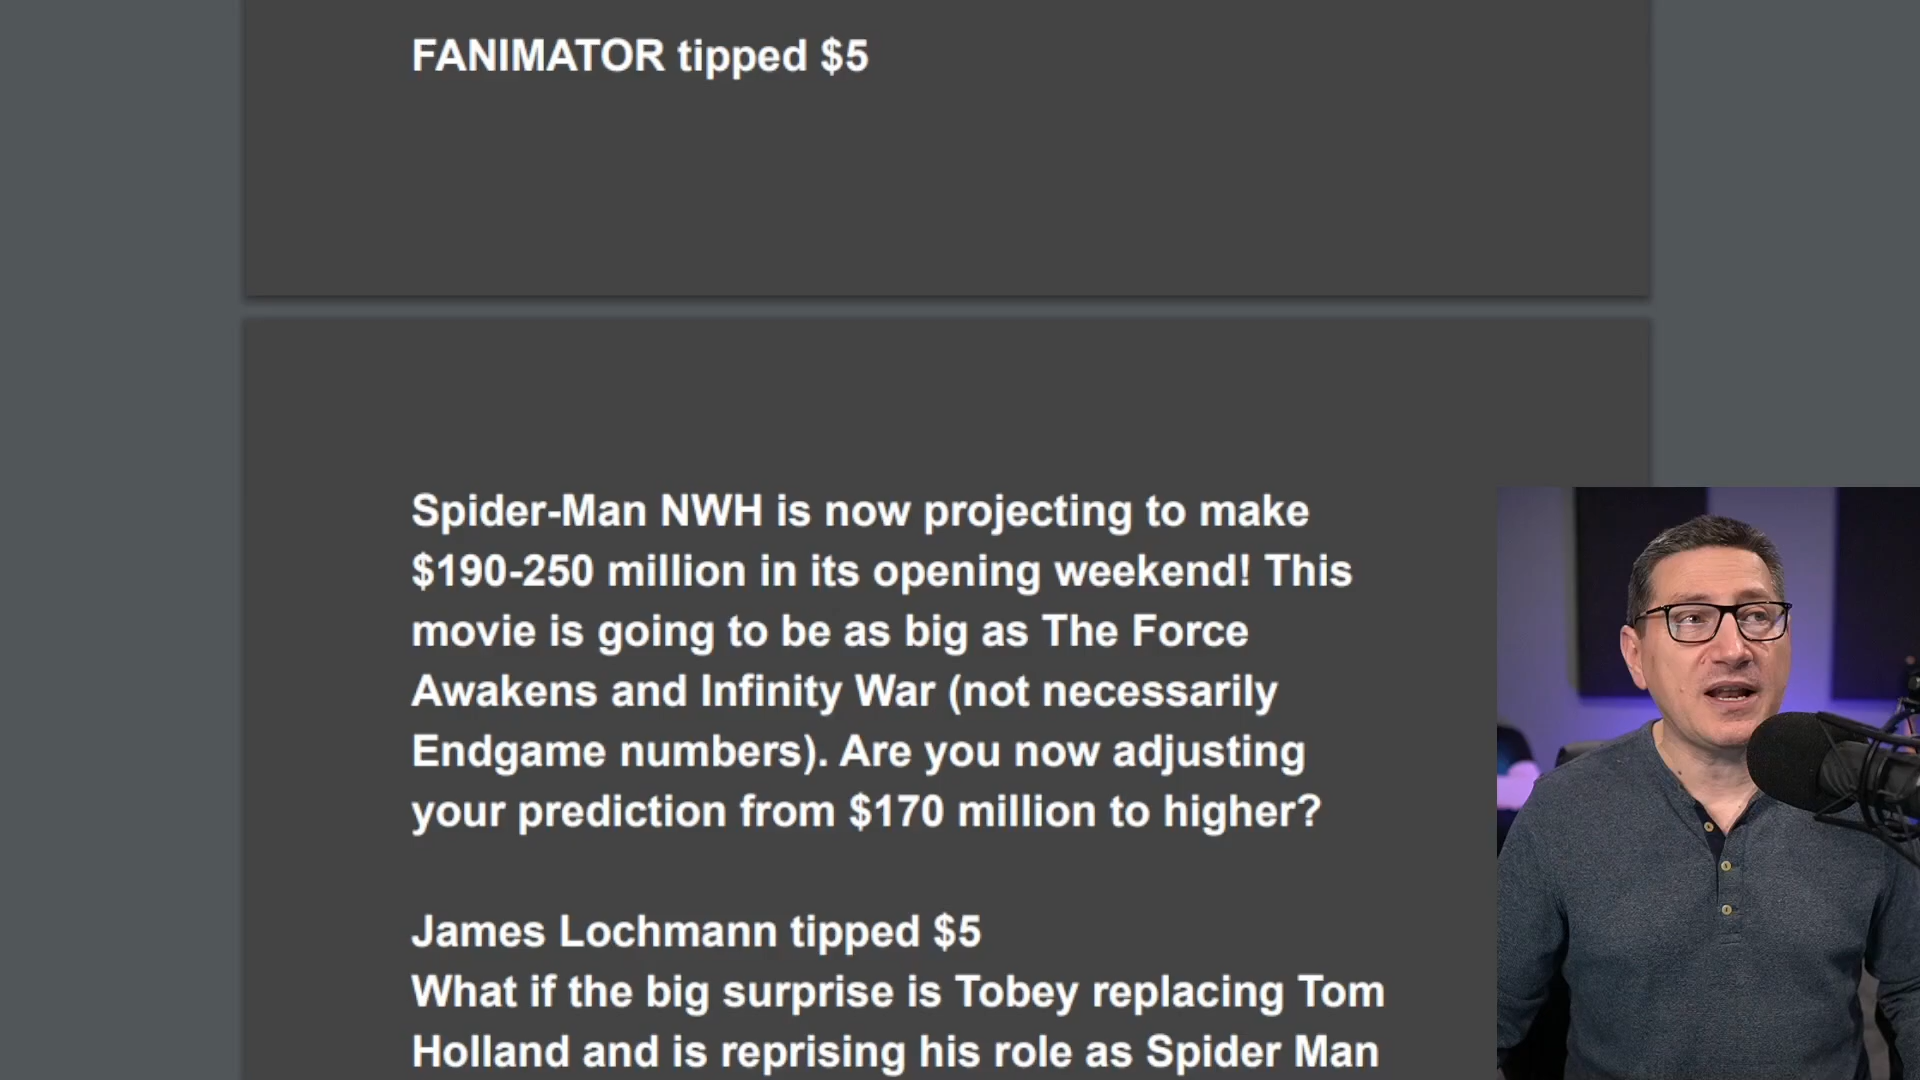 FANIMATOR tipped $5
Spider-Man NWH is now projecting to make
$190-250 million in its opening weekend! This
movie is going to be as big as The Force
Awakens and Infinity War (not necessarily
Endgame numbers). Are you now adjusting
your prediction from $170 million to higher?
James Lochmann tipped $5
What if the big surprise is Tobey replacing Tom
Holland and is reprising his role as Spider Man